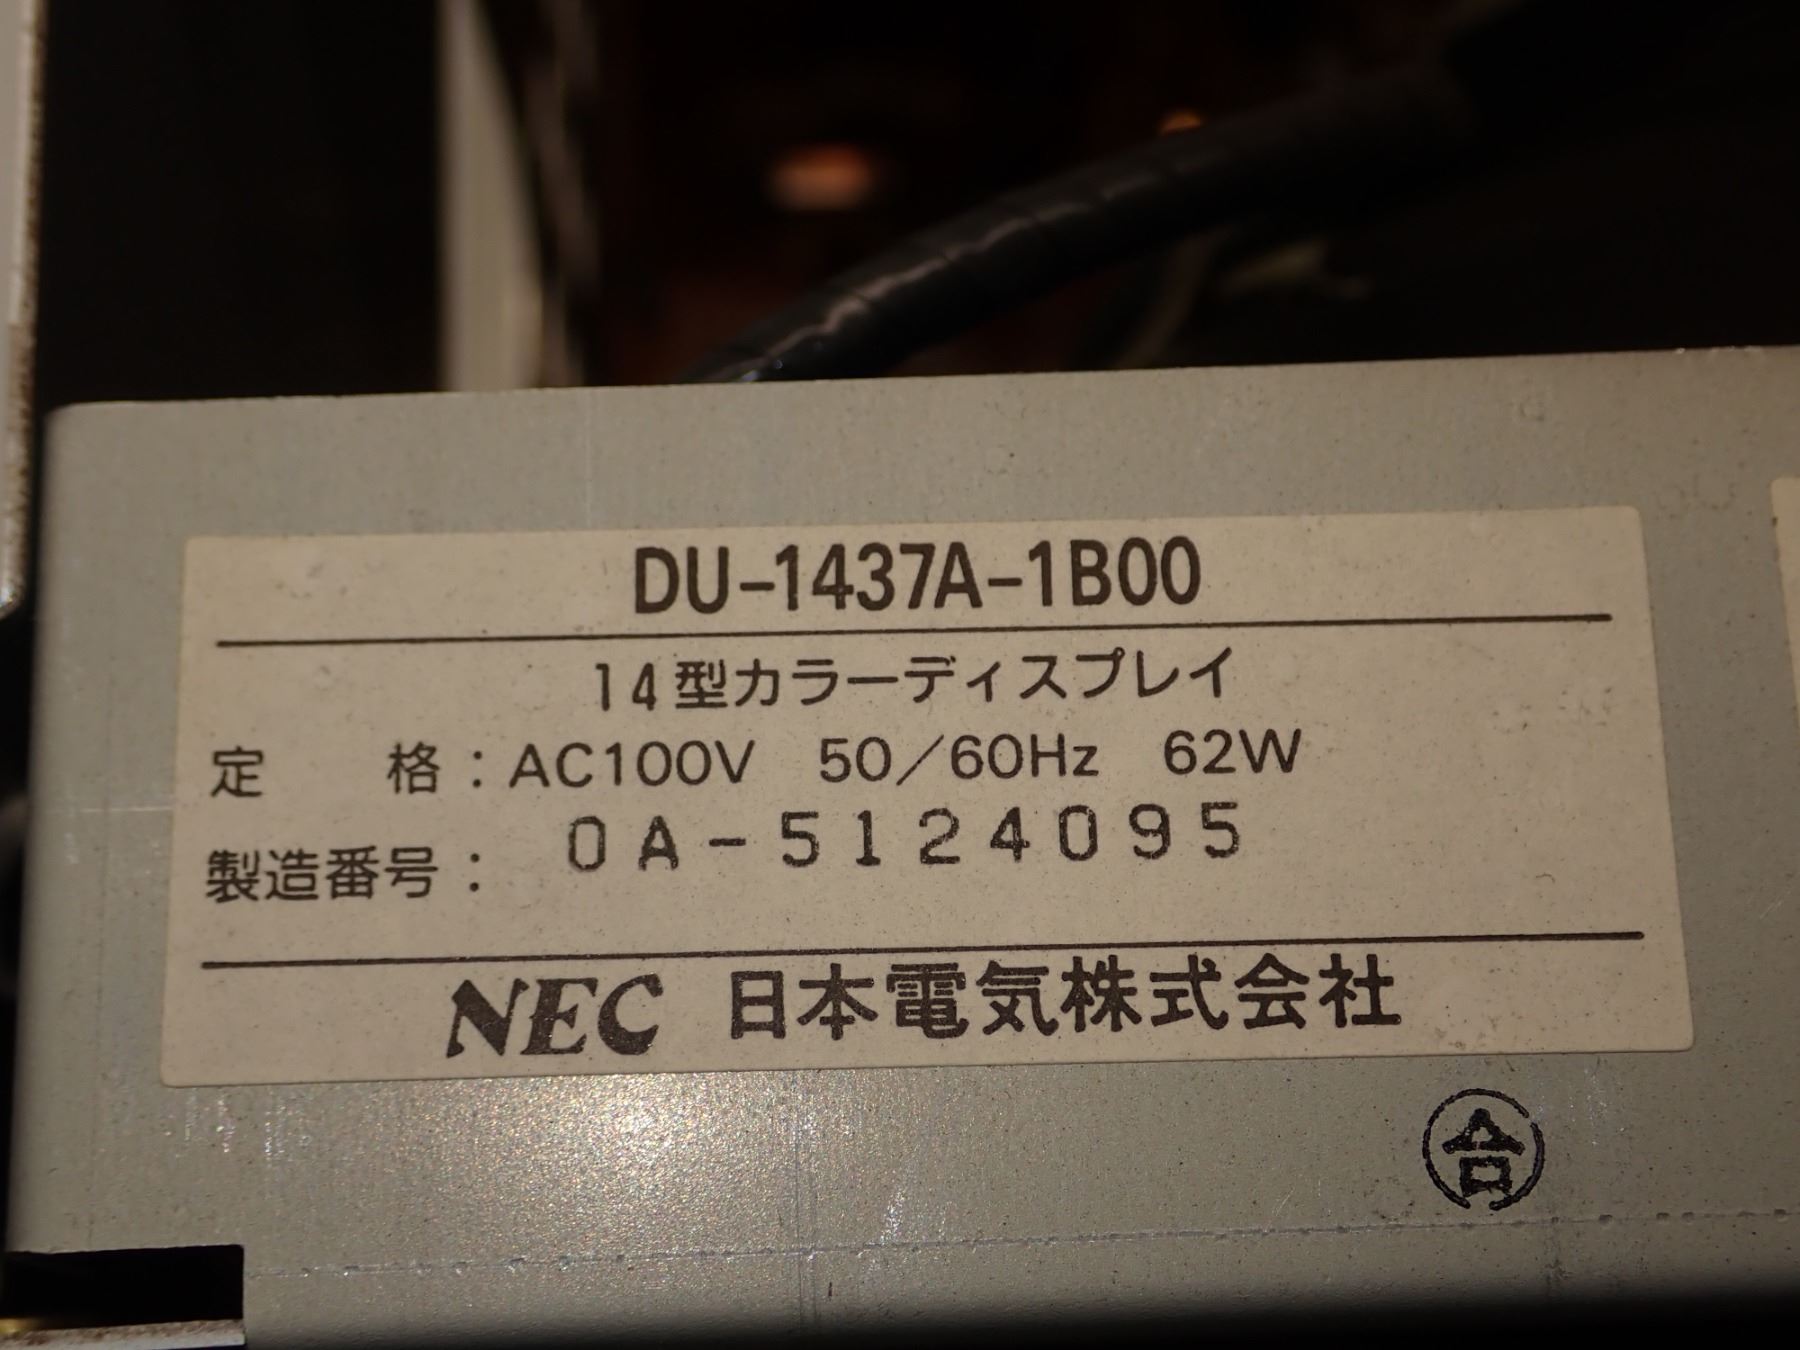 DU-1437A-1B00
14型カラーディスプレイ
定 格:AC100V 50/60Hz 62W
製造番号: 0A-5124095
NEC 日本電気株式会社
合